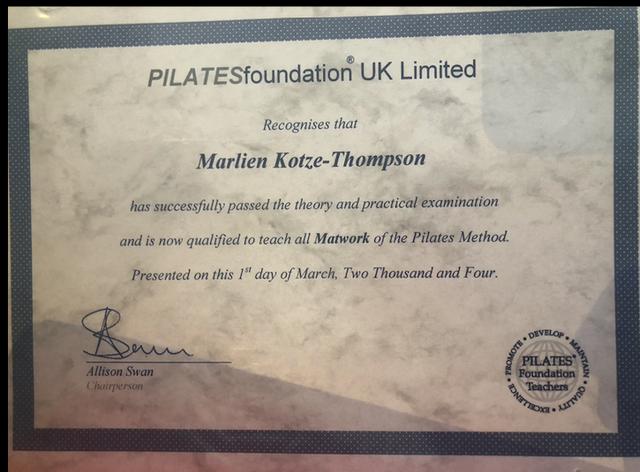 PILATESfoundation® UK Limited
Recognises that
Marlien Kotze-Thompson
has successfully passed the theory and practical examination
and is now qualified to teach all Matwork of the Pilates Method.
Presented on this 1st day of March, Two Thousand and Four.
Allison Swan
Chairperson
PROMOTE • DEVELOP • MAINTAIN • QUALITY • EXCELLENCE •
PILATES
Foundation
Teachers